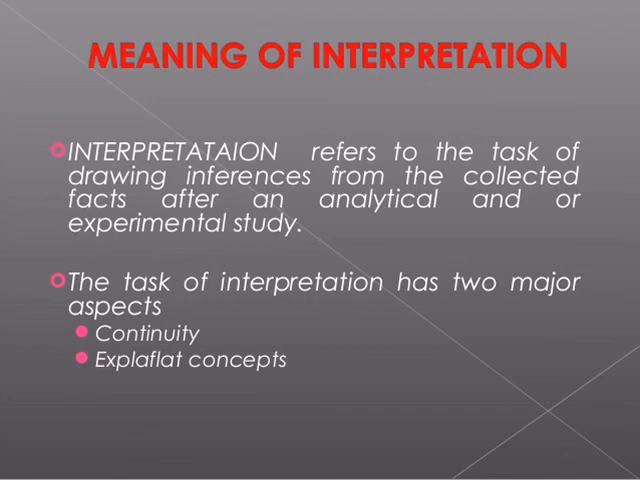 MEANING OF INTERPRETATION
INTERPRETATAION refers to the task of
drawing inferences from the collected
facts after an analytical and or
experimental study.
The task of interpretation has two major
aspects
Continuity
Explaflat concepts